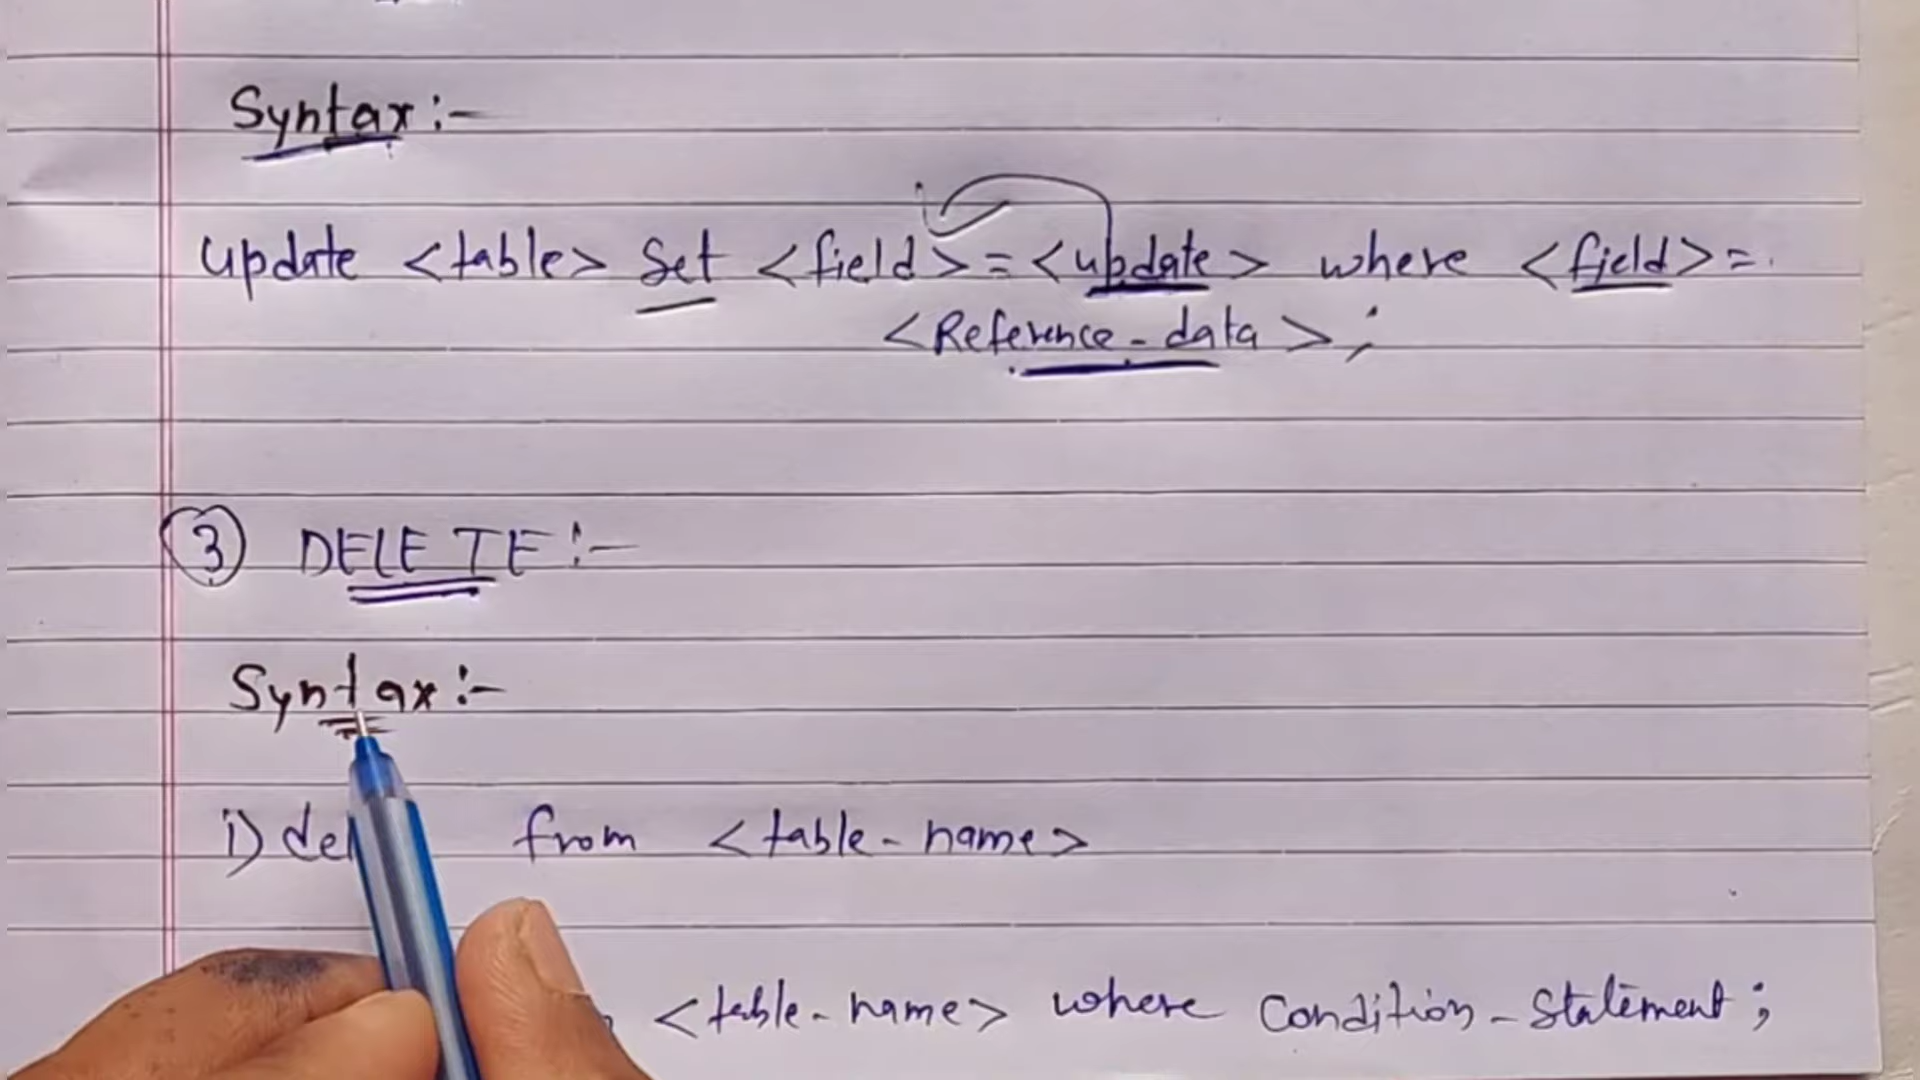 Syntax:-
Update <table> Set <field> = <update> where <field> =
<Reference-data>;
3 DELETE:-
Syntax:-
i) del from <table-name>
<table-name> where Condition-Statement;